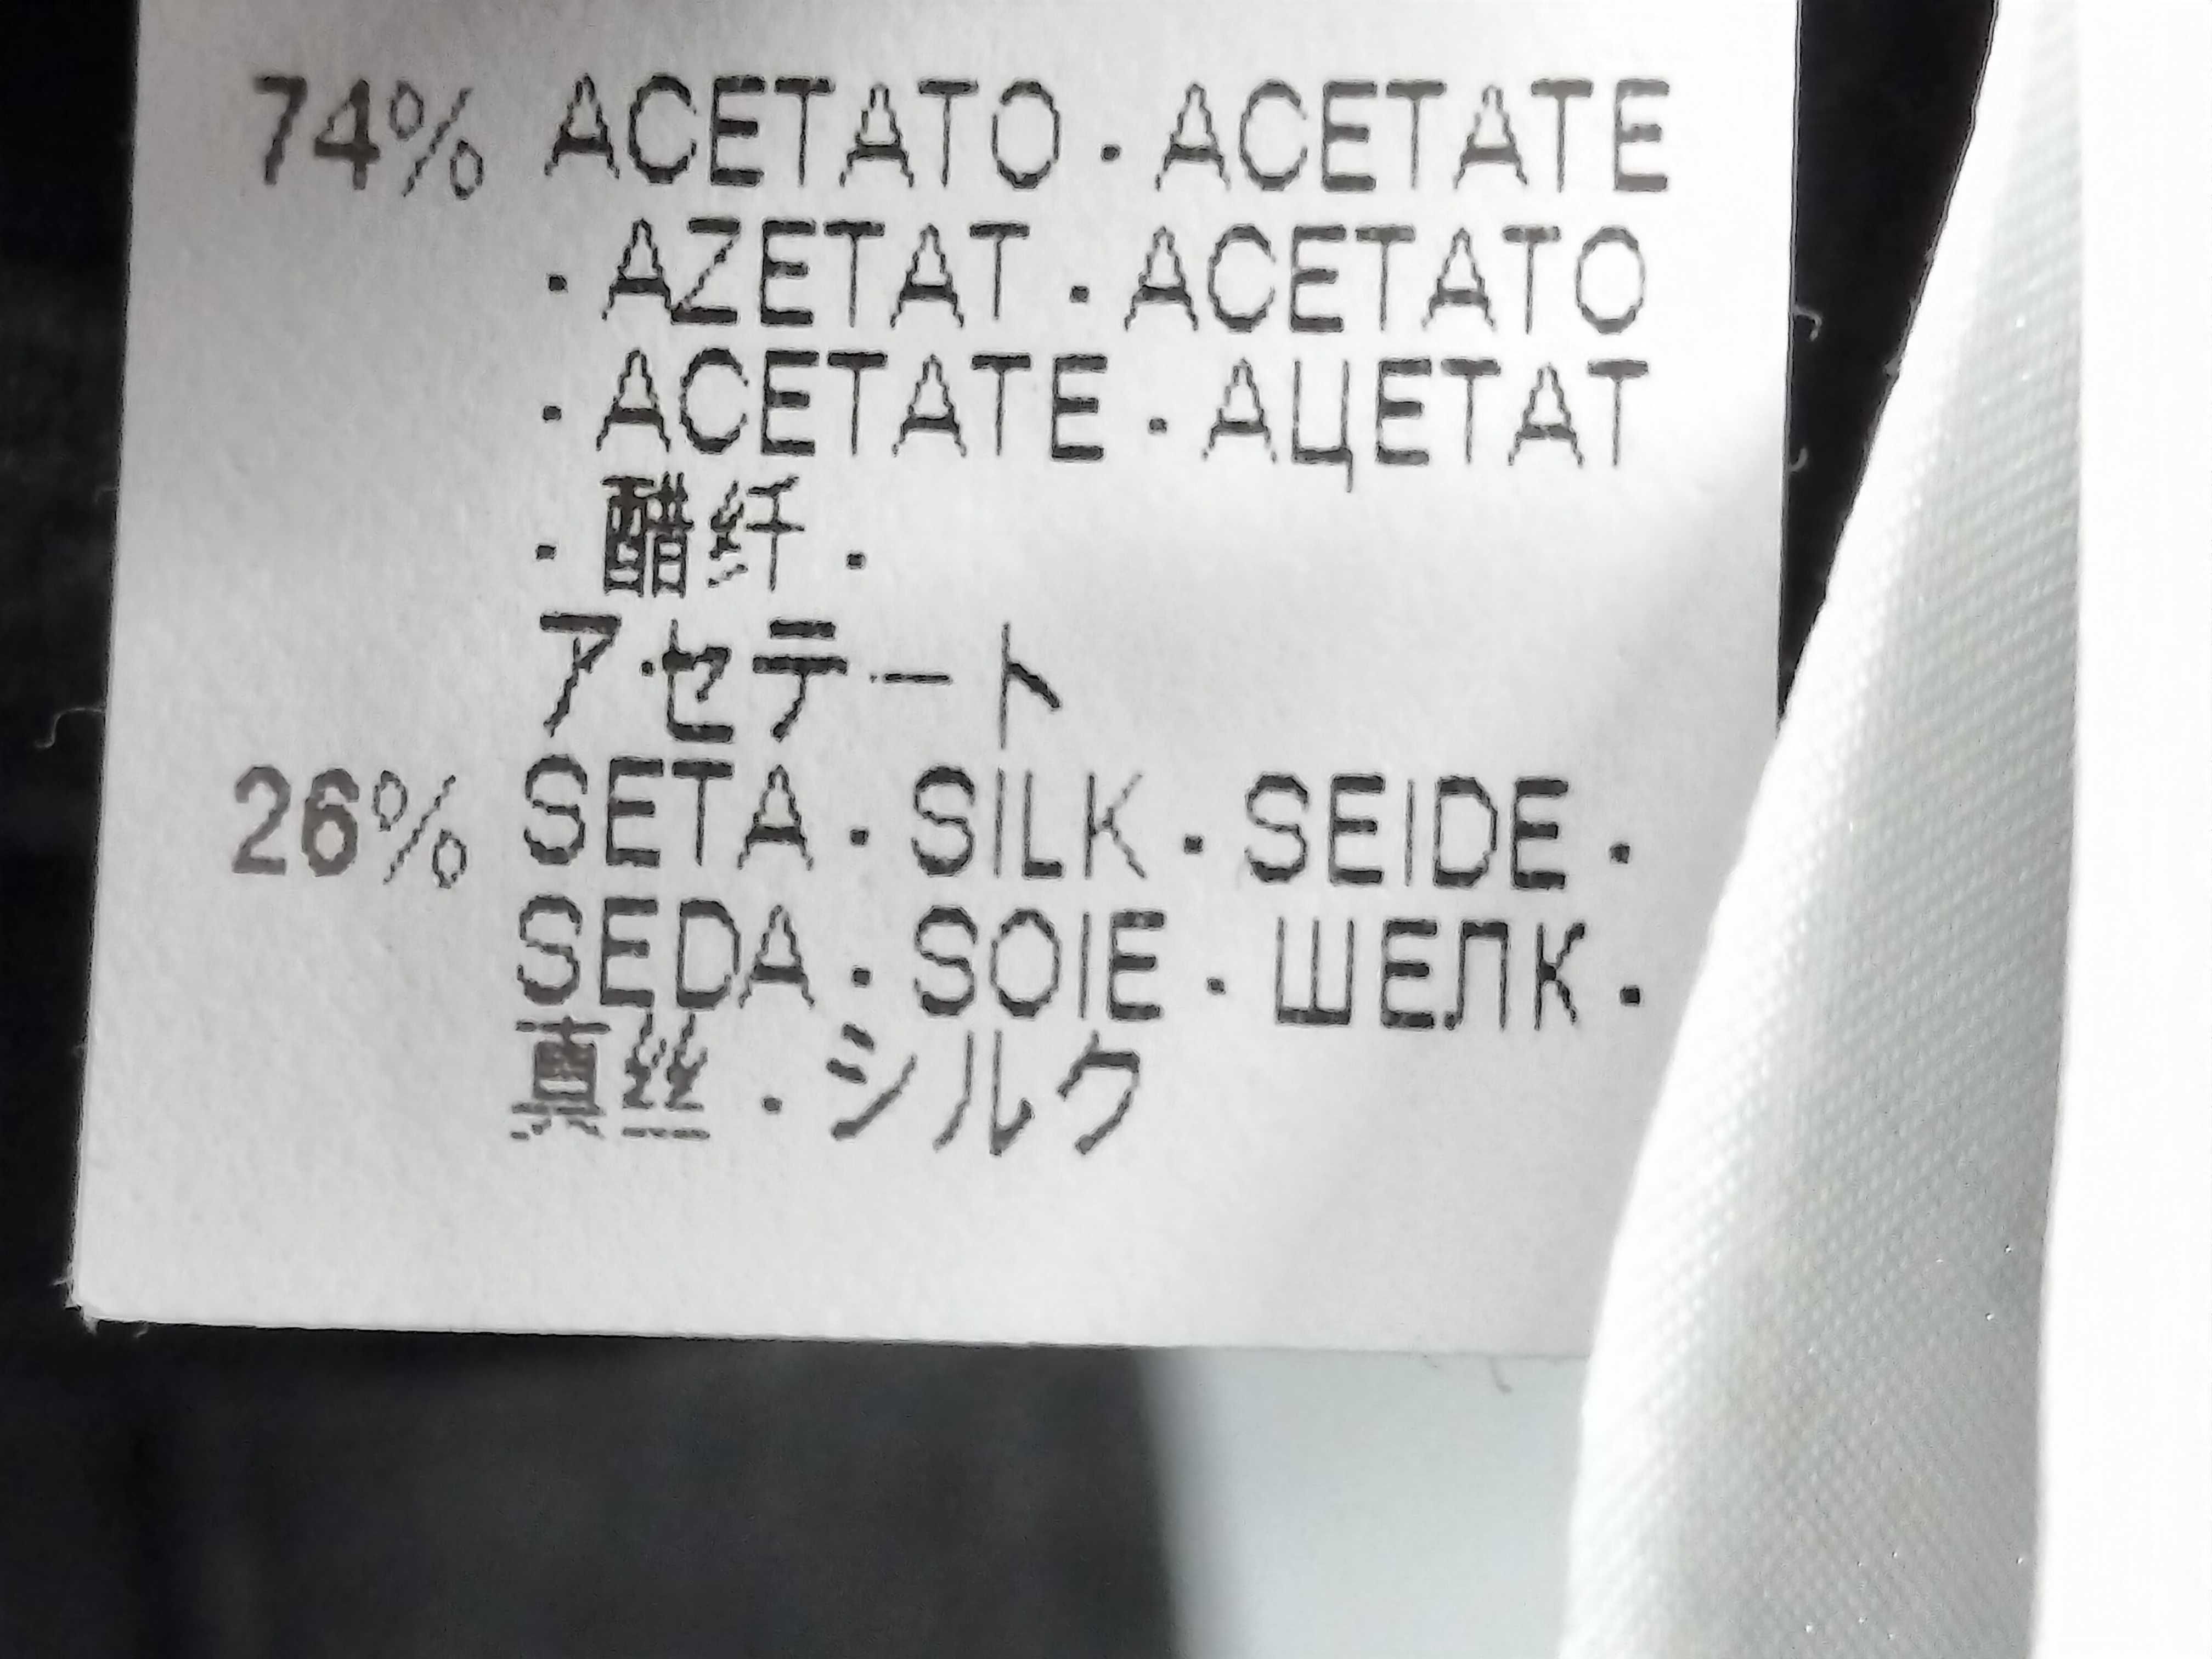 74% ACETATO · ACETATE
· AZETAT · ACETATO
· ACETATE · АЦЕТАТ
· 醋纤 ·
アセテート
26% SETA · SILK · SEIDE ·
SEDA · SOIE · ШЕЛК ·
真丝 · シルク